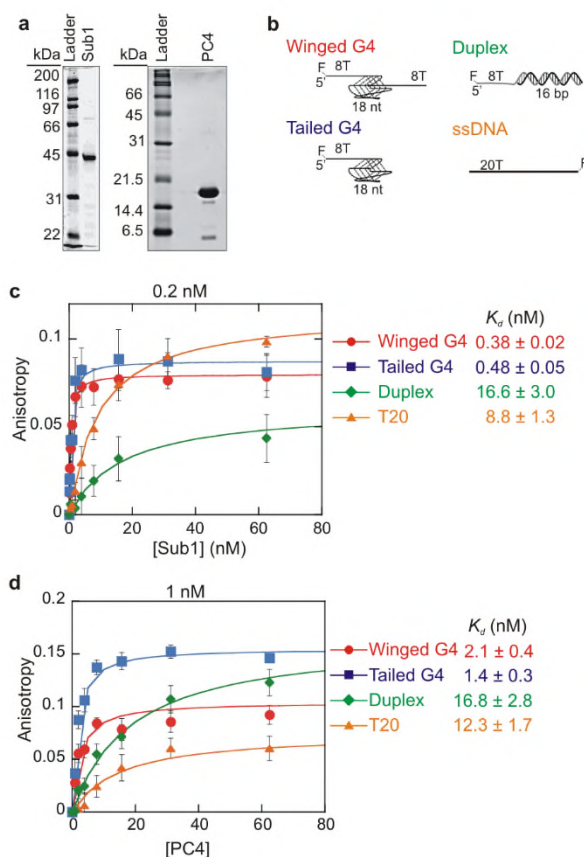 a
kDa Ladder Sub1
200
116
97
66
45
31
22
kDa Ladder PC4
66
45
31
21.5
14.4
6.5
b
Winged G4
F 8T
5' 8T
18 nt
Duplex
F 8T
5' 16 bp
Tailed G4
F 8T
5'
18 nt
ssDNA
20T F
c
0.2 nM
Anisotropy
0.1
0.05
0
0 20 40 60 80
[Sub1] (nM)
Kd (nM)
Winged G4 0.38 ± 0.02
Tailed G4 0.48 ± 0.05
Duplex 16.6 ± 3.0
T20 8.8 ± 1.3
d
1 nM
Anisotropy
0.2
0.15
0.1
0.05
0
0 20 40 60 80
[PC4]
Kd (nM)
Winged G4 2.1 ± 0.4
Tailed G4 1.4 ± 0.3
Duplex 16.8 ± 2.8
T20 12.3 ± 1.7